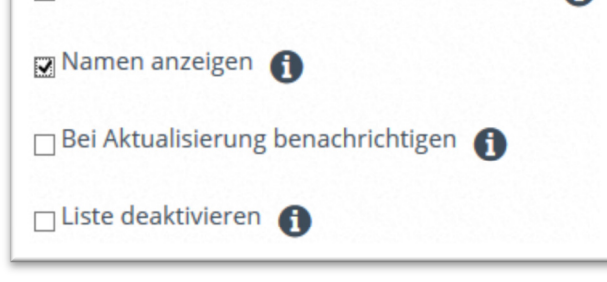 Namen anzeigen
Bei Aktualisierung benachrichtigen
Liste deaktivieren